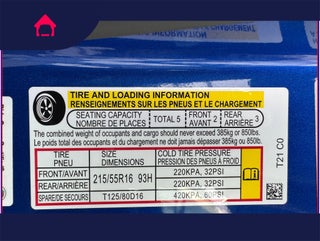 TIRE AND LOADING INFORMATION
RENSEIGNEMENTS SUR LES PNEUS ET LE CHARGEMENT
SEATING CAPACITY
NOMBRE DE PLACES
TOTAL 5
FRONT
AVANT 2
REAR
ARRIÈRE 3
The combined weight of occupants and cargo should never exceed 385kg or 850lbs.
Le poids total des occupants et du chargement ne doit jamais dépasser 385kg ou 850lb.
TIRE
PNEU
SIZE
DIMENSIONS
COLD TIRE PRESSURE
PRESSION DES PNEUS À FROID
FRONT/AVANT
215/55R16 93H
220KPA, 32PSI
REAR/ARRIÈRE
220KPA, 32PSI
SPARE/DE SECOURS
T125/80D16
420KPA, 60PSI
T21 C0